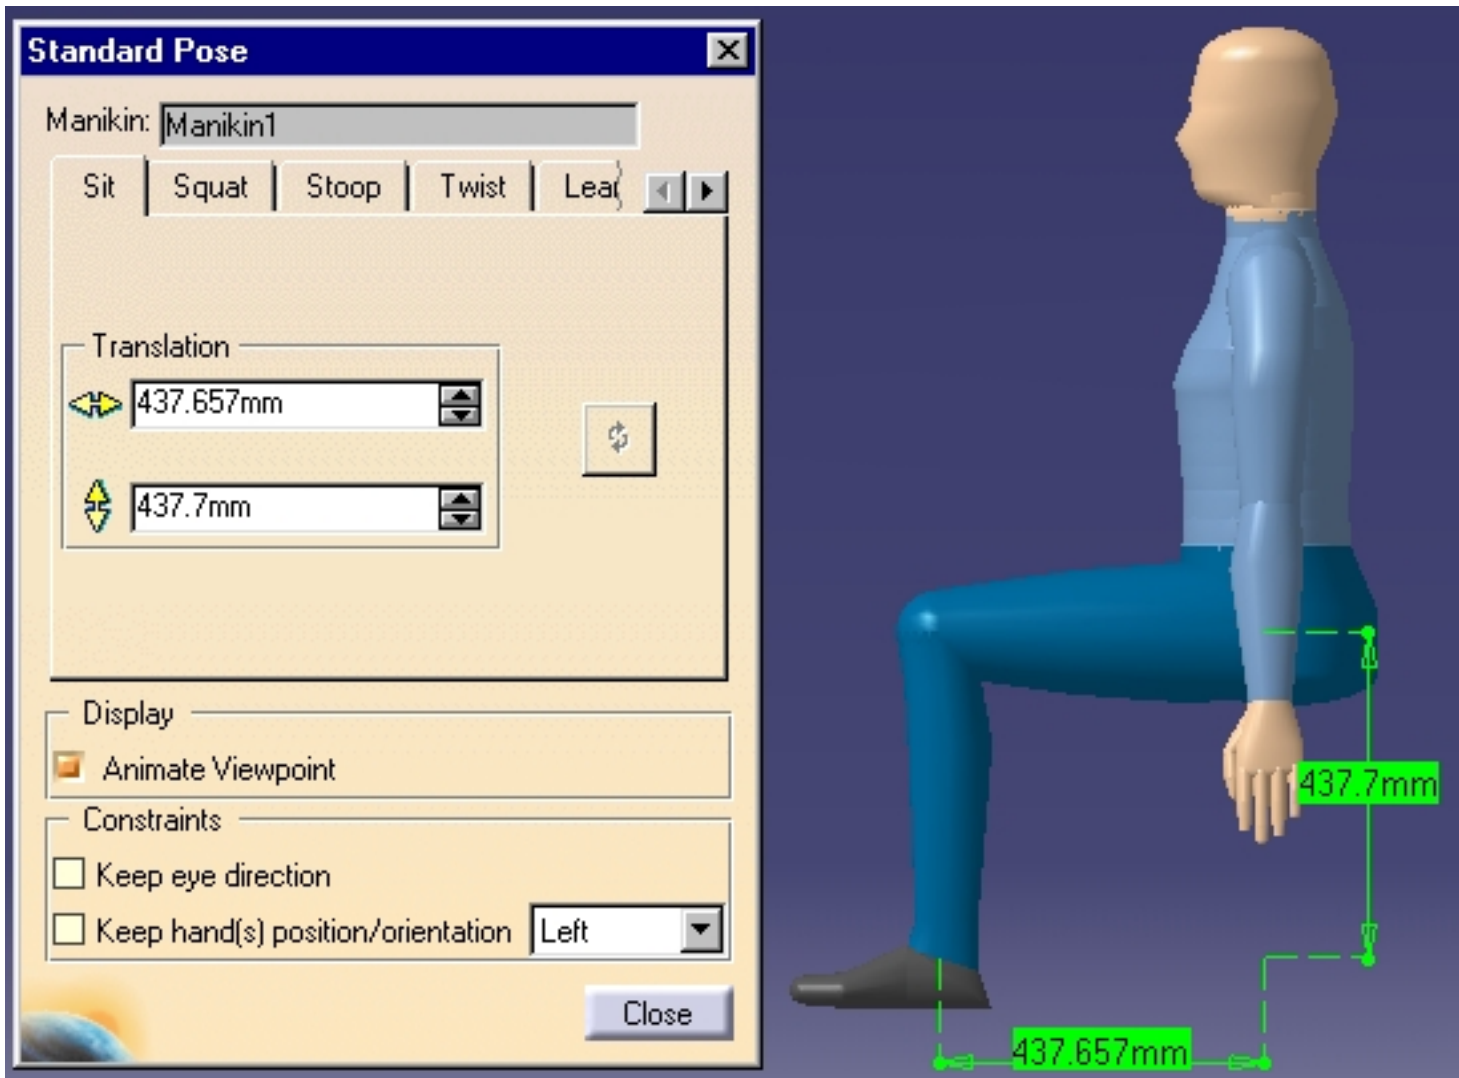 Standard Pose
Manikin: Manikin1
Sit Squat Stoop Twist Lea
Translation
437.657mm
437.7mm
Display
Animate Viewpoint
Constraints
Keep eye direction
Keep hand(s) position/orientation Left
Close
437.7mm
437.657mm